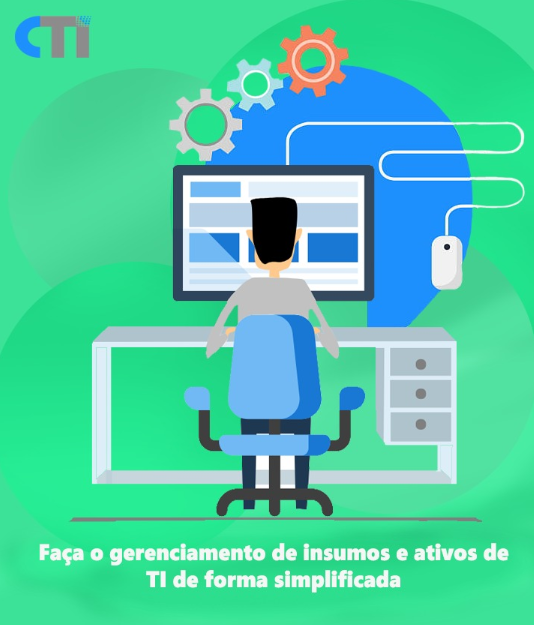 CTI
Faça o gerenciamento de insumos e ativos de
TI de forma simplificada